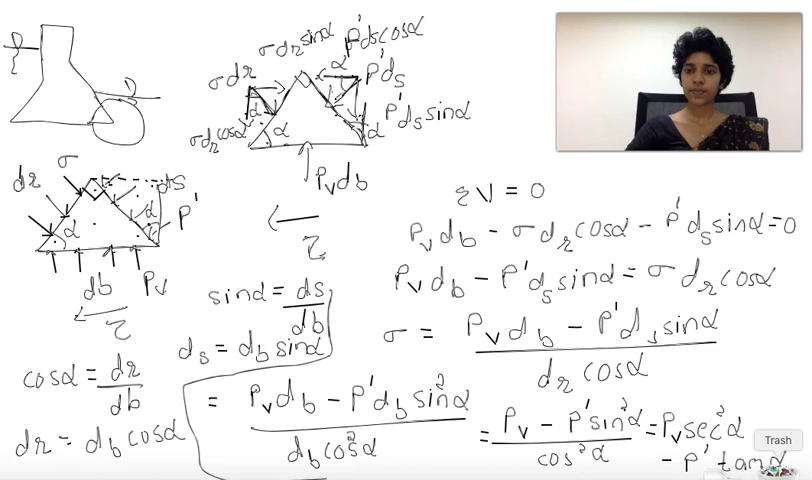 P
D
σ dr
σ dr sinα
P'ds cosα
P'ds
α
α
α
α
σ dr cosα
P'ds sinα
Pv db
τ
σ
dr
ds
α
α
P'
db
Pv
τ
ΣV = 0
Pv db - σ dr cosα - P'ds sinα = 0
Pv db - P'ds sinα = σ dr cosα
σ = Pv db - P'ds sinα
dr cosα
sinα = ds
db
ds = db sinα
cosα = dr
db
dr = db cosα
= Pv db - P'db sin²α
db cos²α
= Pv - P'sin²α
cos²α
= Pv sec²α
- P' tan²α
Trash